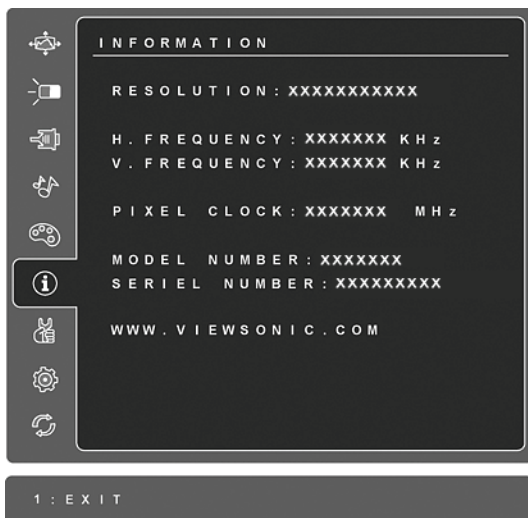 INFORMATION
RESOLUTION: XXXXXXXXXXX
H.FREQUENCY: XXXXXXX KHz
V.FREQUENCY: XXXXXXX KHz
PIXEL CLOCK: XXXXXXX MHz
MODEL NUMBER: XXXXXXX
SERIEL NUMBER: XXXXXXXXX
WWW.VIEWSONIC.COM
1:EXIT